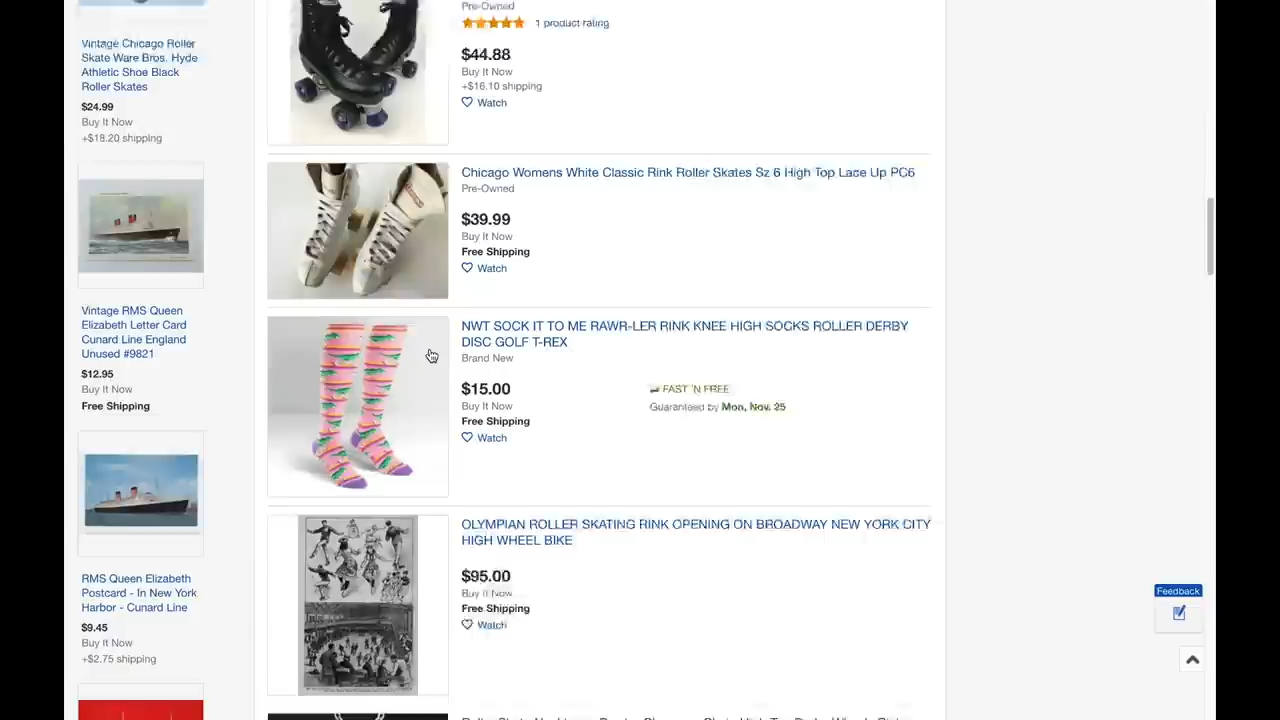 Vintage Chicago Roller
Skate Ware Bros. Hyde
Athletic Shoe Black
Roller Skates
$24.99
Buy It Now
+$18.20 shipping
Vintage RMS Queen
Elizabeth Letter Card
Cunard Line England
Unused #9821
$12.95
Buy It Now
Free Shipping
RMS Queen Elizabeth
Postcard - In New York
Harbor - Cunard Line
$9.45
Buy It Now
+$2.75 shipping
Pre-Owned
1 product rating
$44.88
Buy It Now
+$16.10 shipping
Watch
Chicago Womens White Classic Rink Roller Skates Sz 6 High Top Lace Up PC6
Pre-Owned
$39.99
Buy It Now
Free Shipping
Watch
NWT SOCK IT TO ME RAWR-LER RINK KNEE HIGH SOCKS ROLLER DERBY
DISC GOLF T-REX
Brand New
$15.00
Buy It Now
Free Shipping
Watch
FAST 'N FREE
Guaranteed by Mon, Nov. 25
OLYMPIAN ROLLER SKATING RINK OPENING ON BROADWAY NEW YORK CITY
HIGH WHEEL BIKE
$95.00
Buy It Now
Free Shipping
Watch
Feedback